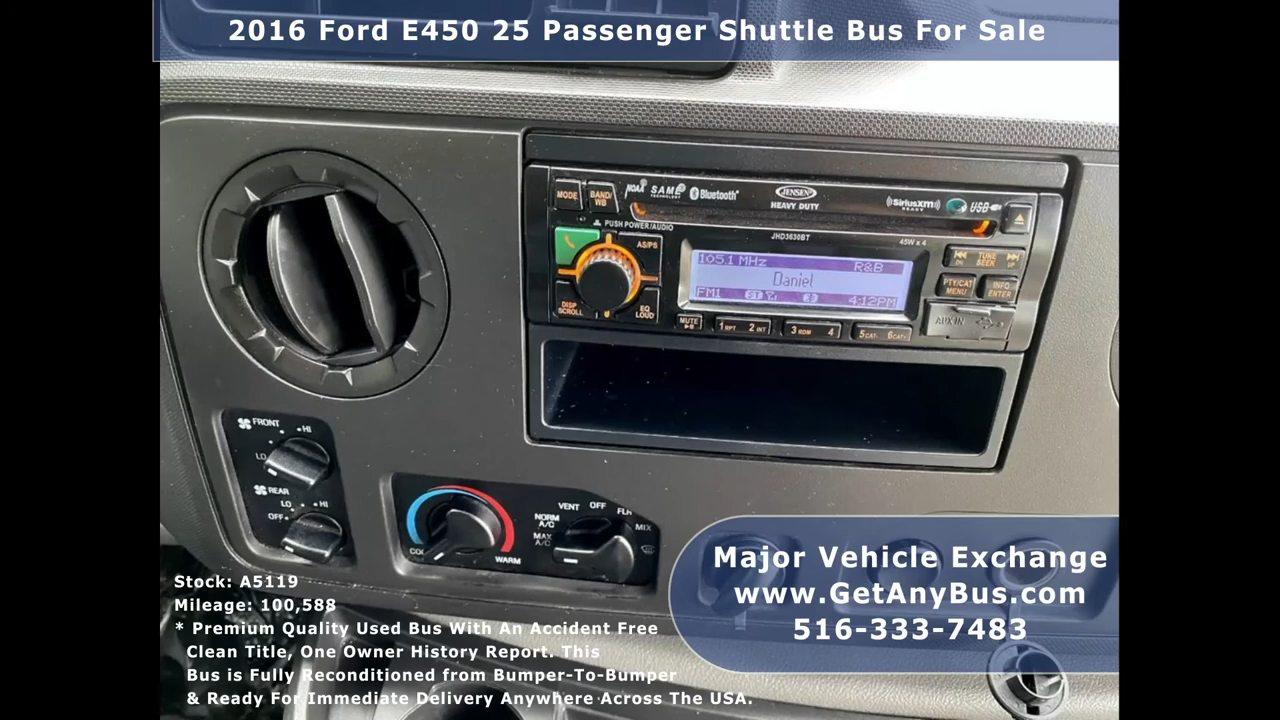 2016 Ford E450 25 Passenger Shuttle Bus For Sale
MODE
BAND/
WB
NOAA
SAME
TECHNOLOGY
Bluetooth
JENSEN
HEAVY DUTY
SiriusXM
READY
USB
PUSH POWER/AUDIO
AS/PS
JHD3630BT
45W x 4
105.1 MHz
R&B
Daniel
FM1
ST
4:12PM
TUNE
SEEK
DN
UP
PTY/CAT
MENU
INFO
ENTER
DISP
SCROLL
EQ
LOUD
MUTE
1 RPT
2 INT
3 RDM
4
5 CAT-
6 CAT+
AUX IN
FRONT
HI
LO
REAR
LO
HI
OFF
WARM
VENT
OFF
NORM
A/C
MAX
A/C
MIX
Major Vehicle Exchange
www.GetAnyBus.com
516-333-7483
Stock: A5119
Mileage: 100,588
* Premium Quality Used Bus With An Accident Free
Clean Title, One Owner History Report. This
Bus is Fully Reconditioned from Bumper-To-Bumper
& Ready For Immediate Delivery Anywhere Across The USA.